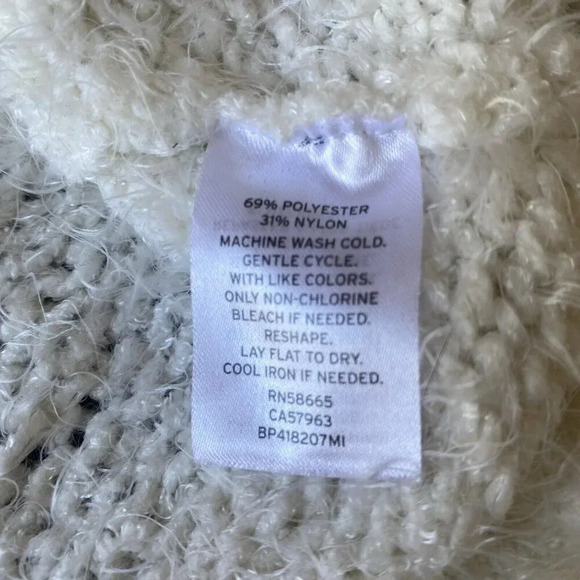 69% POLYESTER
31% NYLON
MACHINE WASH COLD.
GENTLE CYCLE.
WITH LIKE COLORS.
ONLY NON-CHLORINE
BLEACH IF NEEDED.
RESHAPE.
LAY FLAT TO DRY.
COOL IRON IF NEEDED.
RN58665
CA57963
BP418207MI